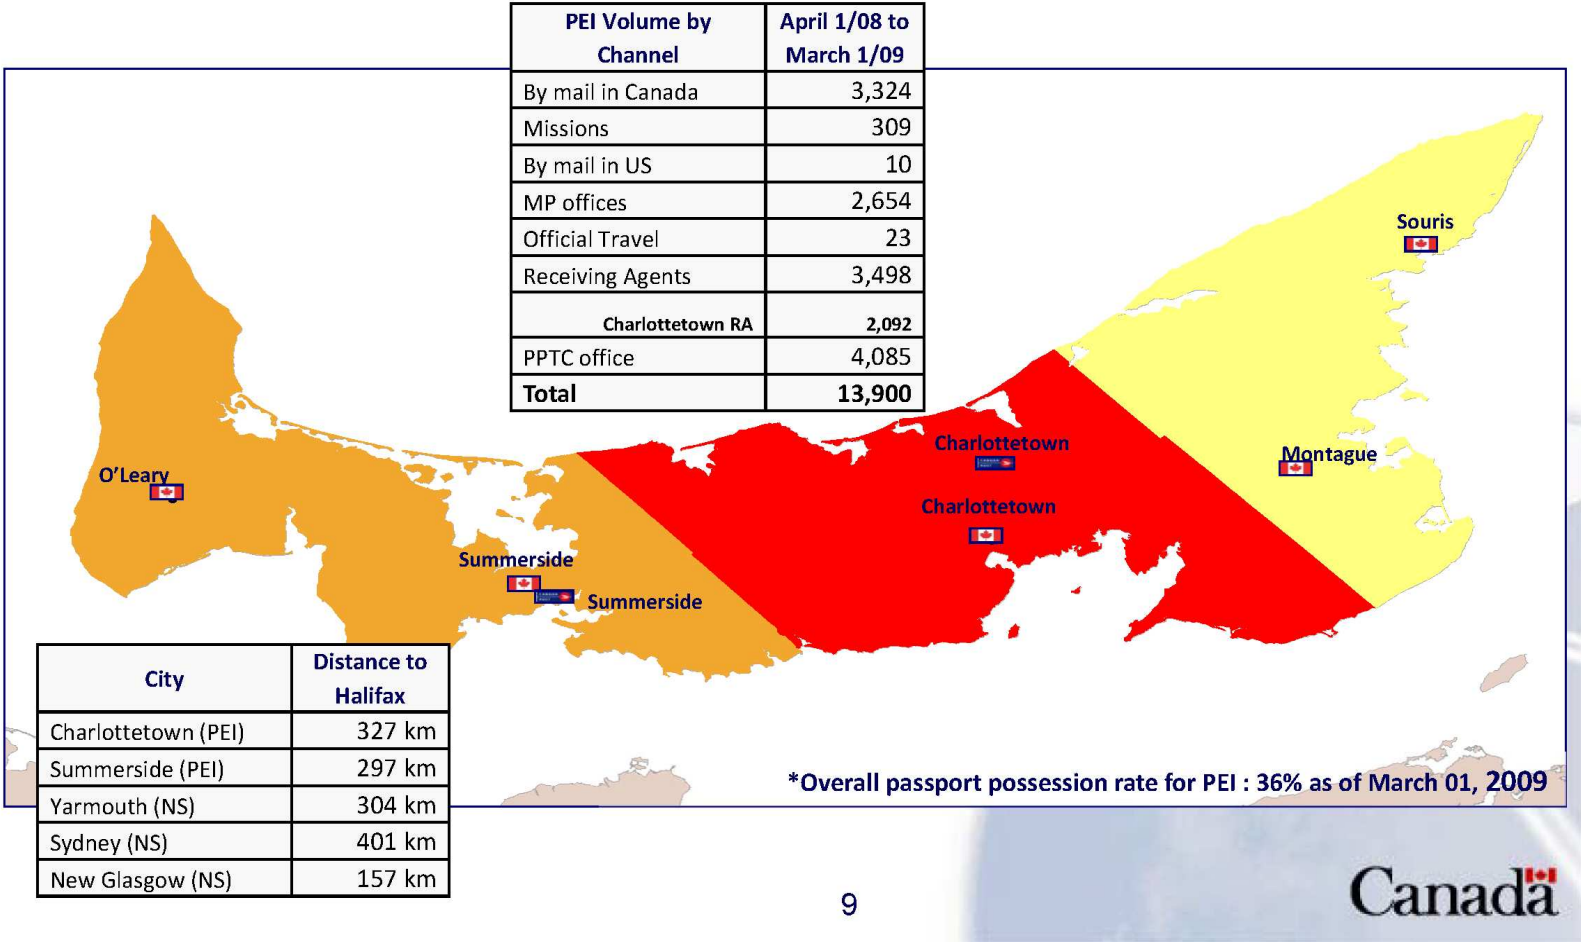 PEI Volume by Channel April 1/08 to March 1/09
By mail in Canada 3,324
Missions 309
By mail in US 10
MP offices 2,654
Official Travel 23
Receiving Agents 3,498
Charlottetown RA 2,092
PPTC office 4,085
Total 13,900
Souris
Charlottetown
Montague
O'Leary
Charlottetown
Summerside
Summerside
City Distance to Halifax
Charlottetown (PEI) 327 km
Summerside (PEI) 297 km
Yarmouth (NS) 304 km
Sydney (NS) 401 km
New Glasgow (NS) 157 km
*Overall passport possession rate for PEI : 36% as of March 01, 2009
9
Canada